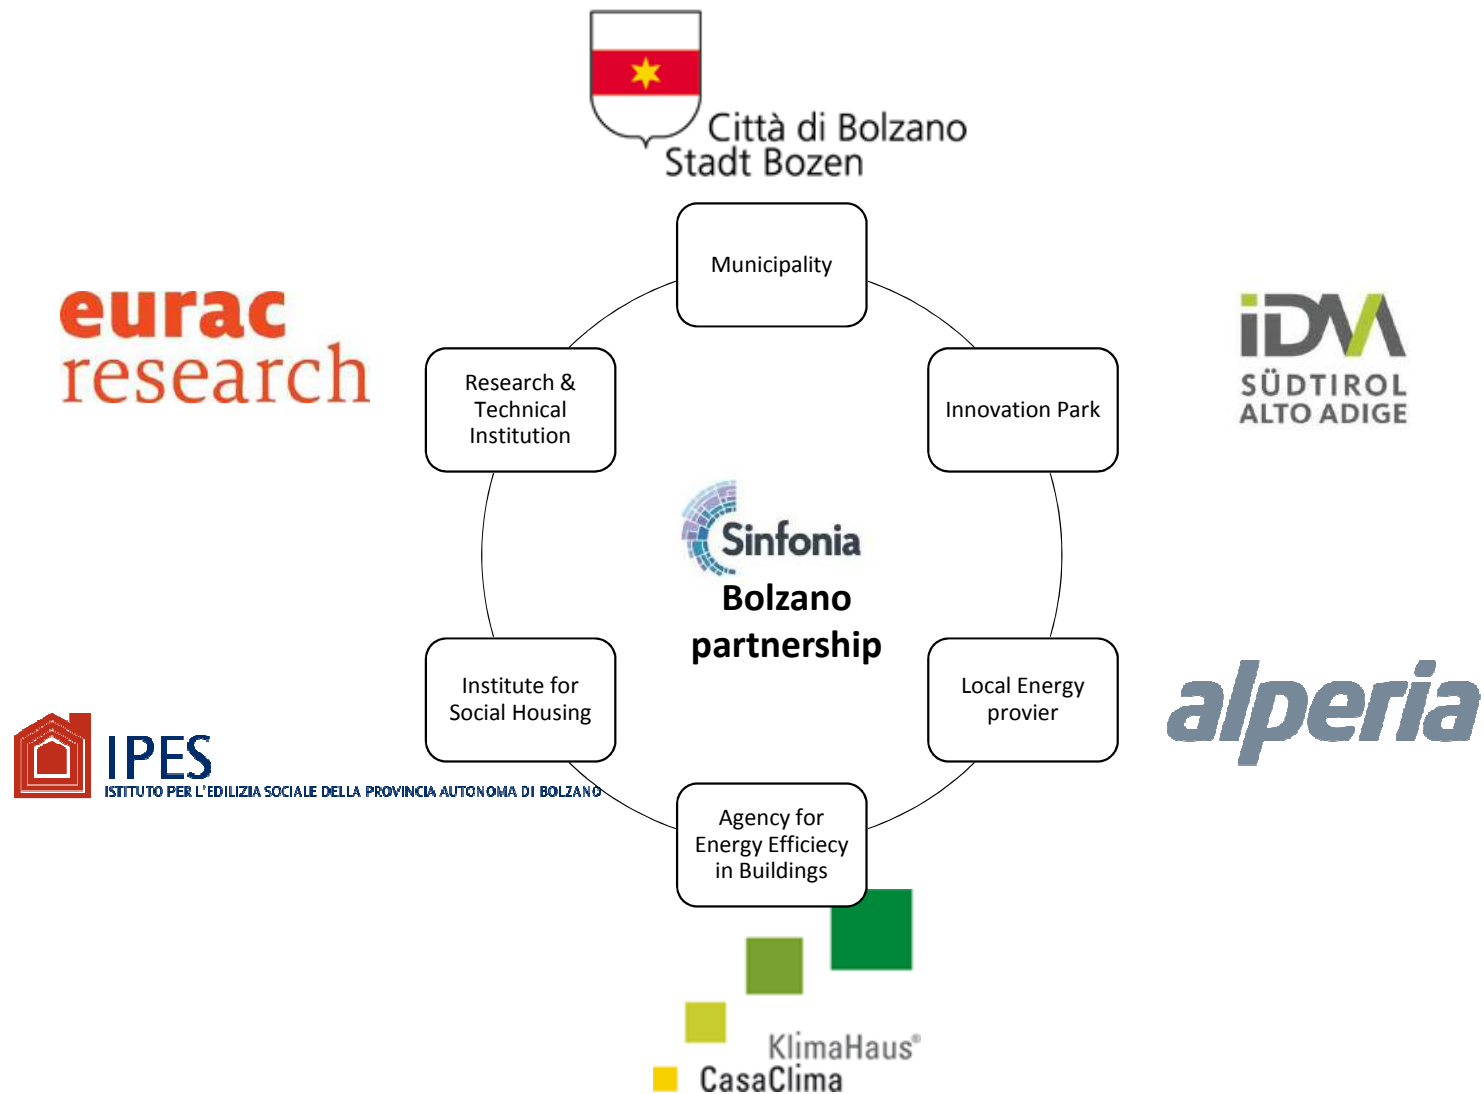 Città di Bolzano
Stadt Bozen
Municipality
eurac
research
Research &
Technical
Institution
Innovation Park
iDM
SÜDTIROL
ALTO ADIGE
Sinfonia
Bolzano
partnership
Institute for
Social Housing
Local Energy
provier
alperia
IPES
ISTITUTO PER L'EDILIZIA SOCIALE DELLA PROVINCIA AUTONOMA DI BOLZANO
Agency for
Energy Efficiecy
in Buildings
KlimaHaus®
CasaClima